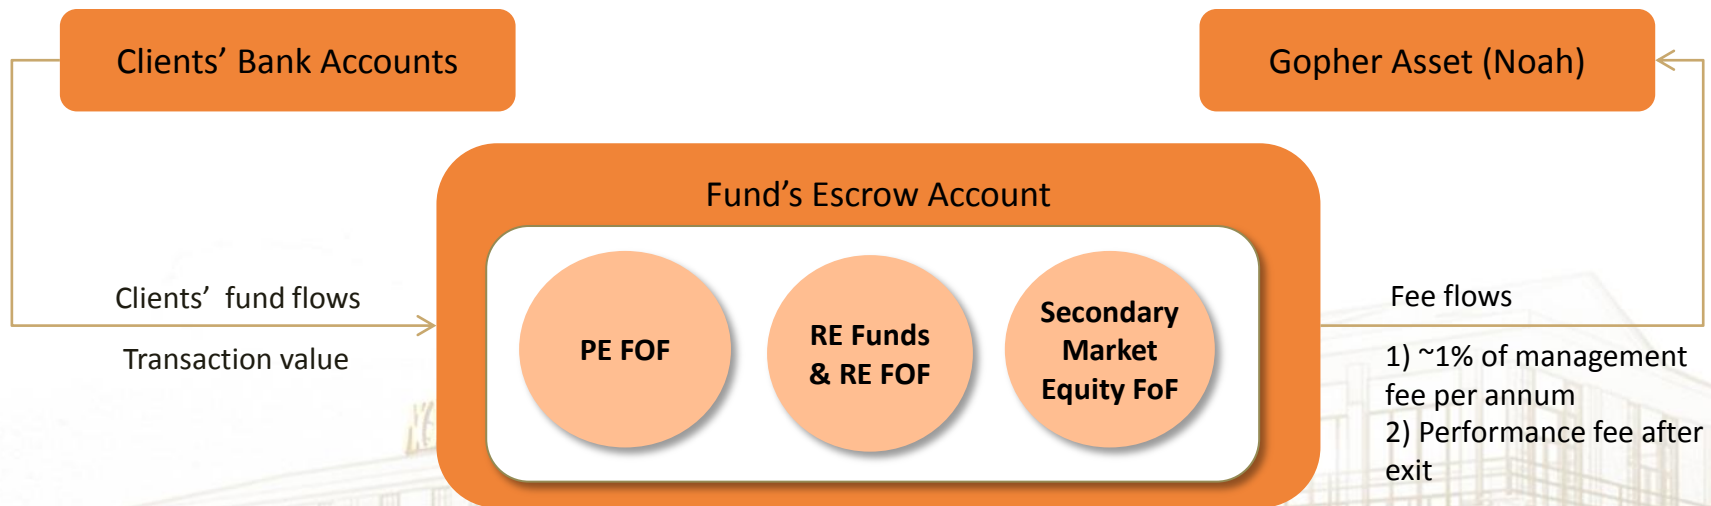 Clients’ Bank Accounts
Gopher Asset (Noah)
Fund’s Escrow Account
Clients’ fund flows
Transaction value
PE FOF
RE Funds
& RE FOF
Secondary
Market
Equity FoF
Fee flows
1) ~1% of management
fee per annum
2) Performance fee after
exit